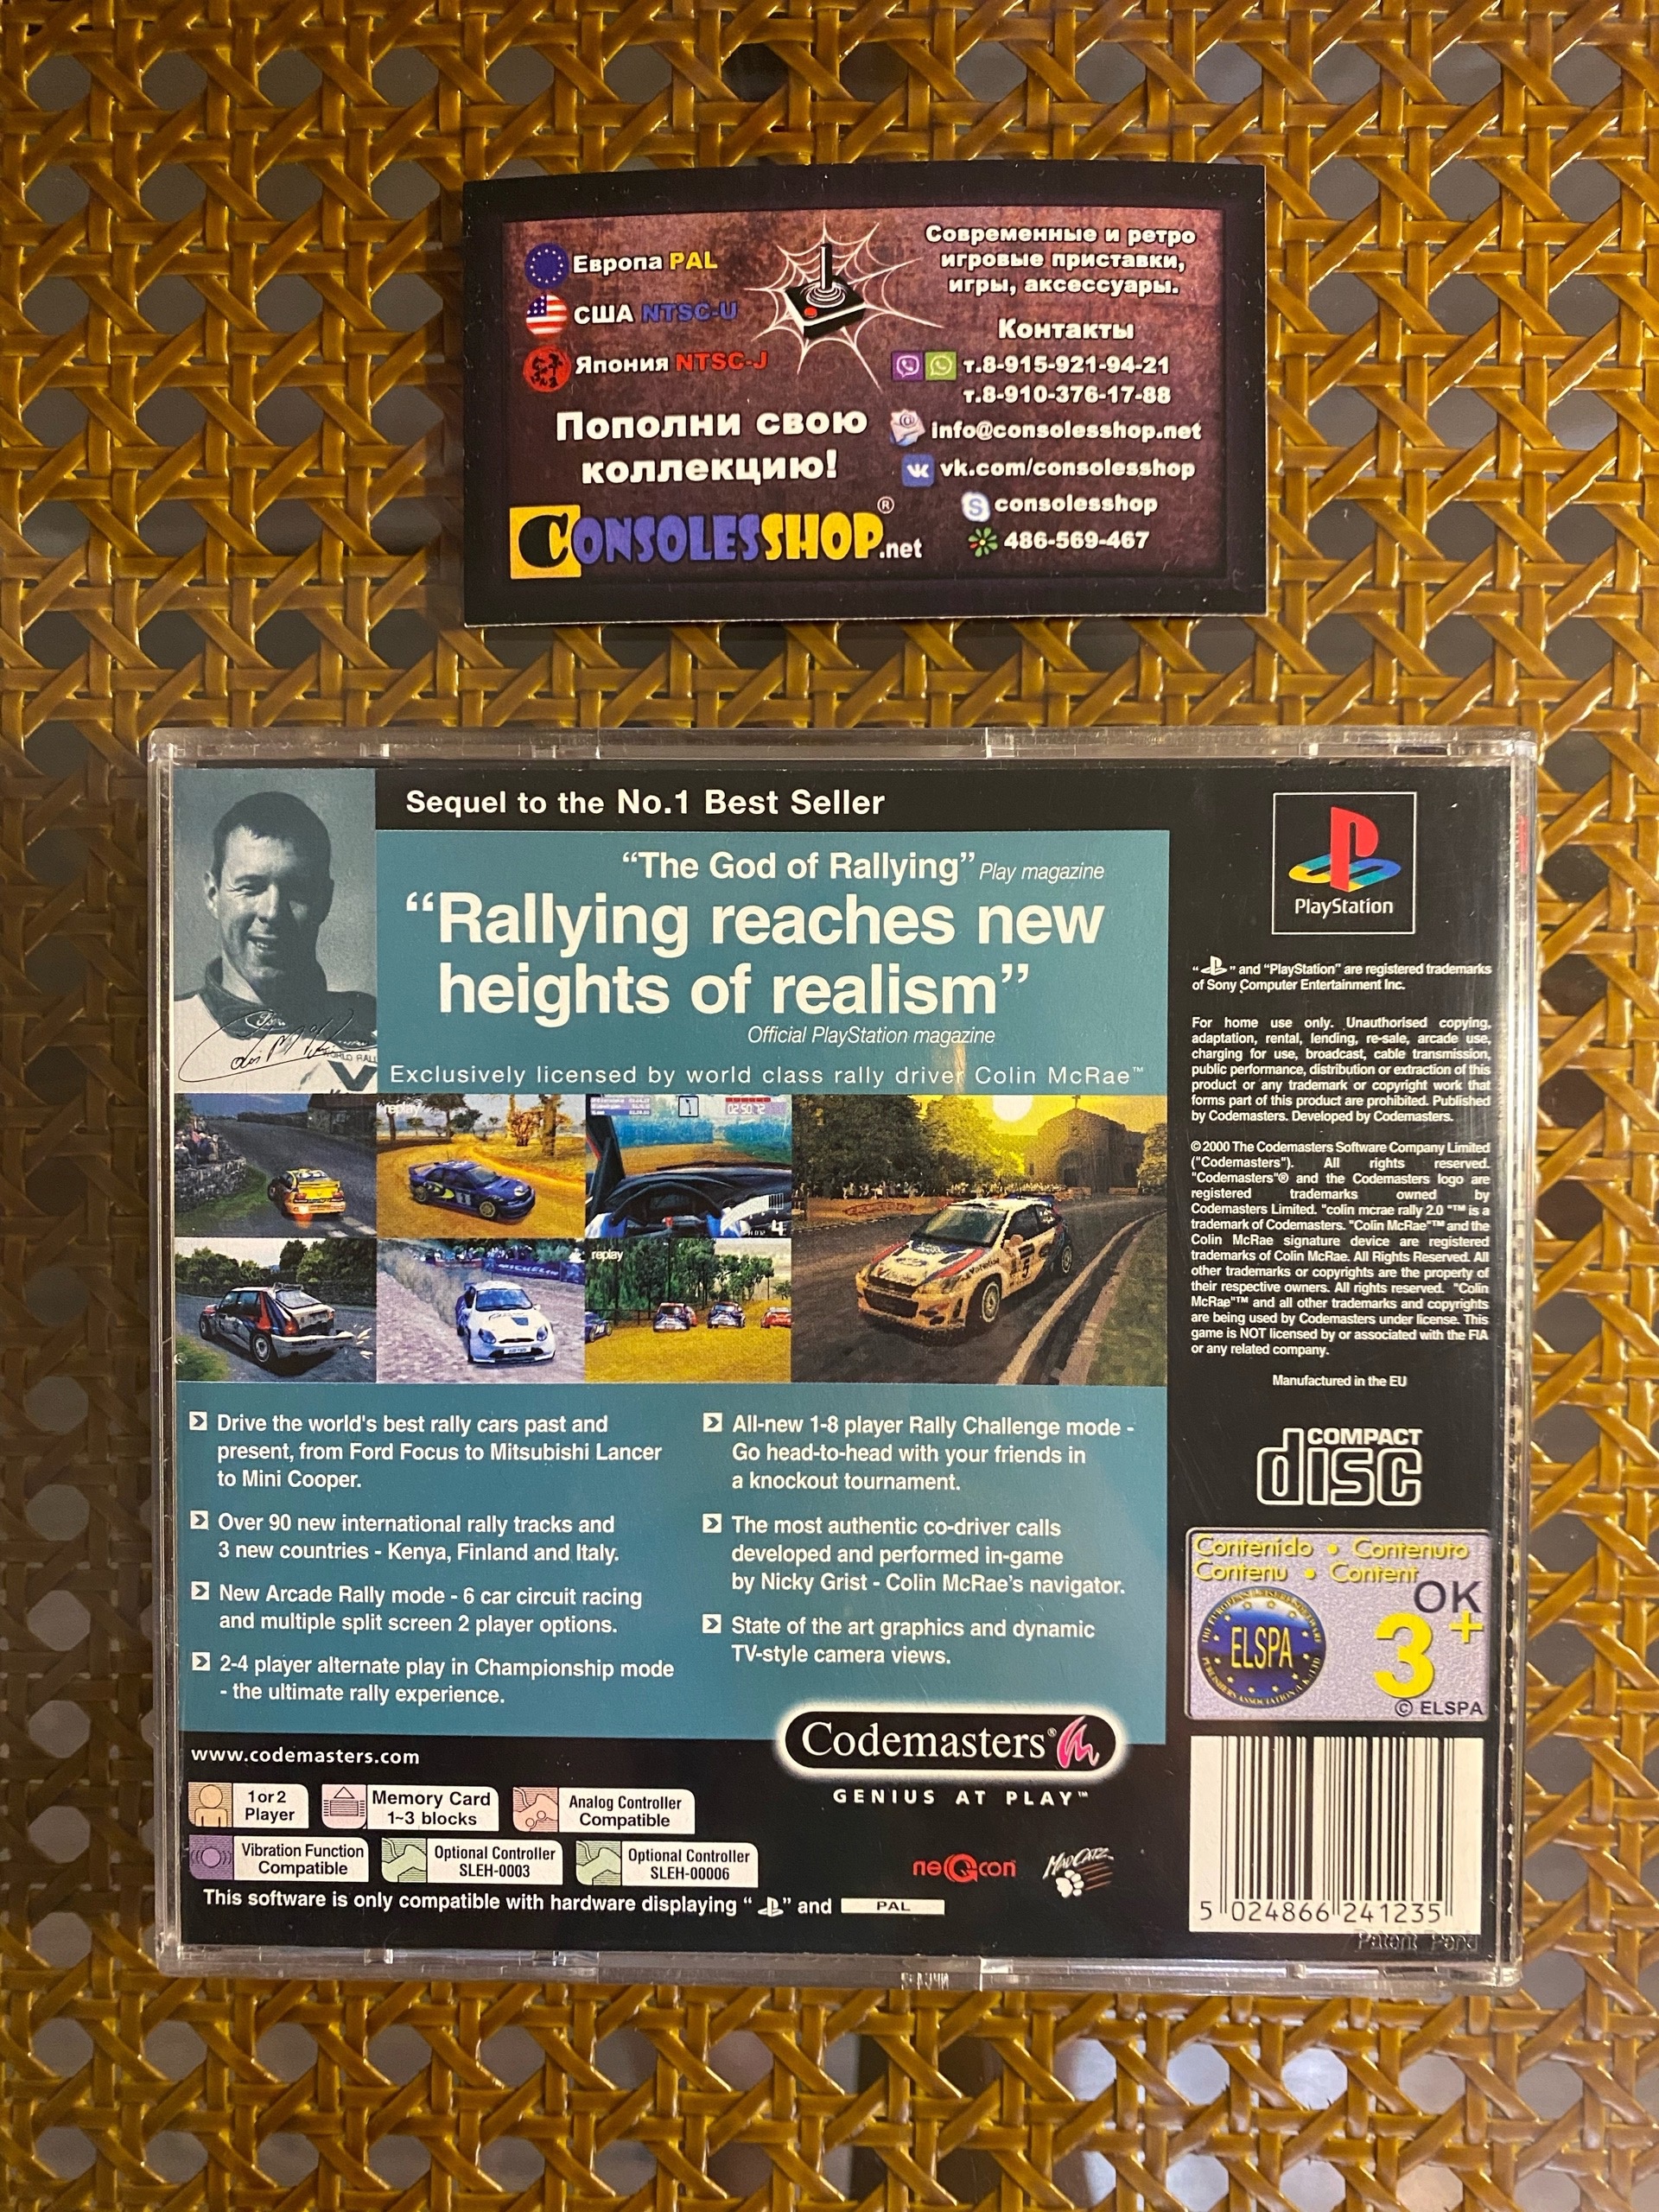 Европа PAL
США NTSC-U
Япония NTSC-J
Пополни свою
коллекцию!
CONSOLESSHOP.net
®
Современные и ретро
игровые приставки,
игры, аксессуары.
Контакты
т.8-915-921-94-21
т.8-910-376-17-88
info@consolesshop.net
vk.com/consolesshop
consolesshop
486-569-467
Sequel to the No.1 Best Seller
“The God of Rallying” Play magazine
“Rallying reaches new
heights of realism”
Official PlayStation magazine
Exclusively licensed by world class rally driver Colin McRae™
replay
replay
Drive the world's best rally cars past and
present, from Ford Focus to Mitsubishi Lancer
to Mini Cooper.
Over 90 new international rally tracks and
3 new countries - Kenya, Finland and Italy.
New Arcade Rally mode - 6 car circuit racing
and multiple split screen 2 player options.
2-4 player alternate play in Championship mode
- the ultimate rally experience.
All-new 1-8 player Rally Challenge mode -
Go head-to-head with your friends in
a knockout tournament.
The most authentic co-driver calls
developed and performed in-game
by Nicky Grist - Colin McRae's navigator.
State of the art graphics and dynamic
TV-style camera views.
www.codemasters.com
Codemasters®
GENIUS AT PLAY™
1 or 2
Player
Memory Card
1~3 blocks
Analog Controller
Compatible
Vibration Function
Compatible
Optional Controller
SLEH-0003
Optional Controller
SLEH-00006
neGcon
MadCatz
This software is only compatible with hardware displaying “ ” and PAL
PlayStation
“ ” and “PlayStation” are registered trademarks
of Sony Computer Entertainment Inc.
For home use only. Unauthorised copying,
adaptation, rental, lending, re-sale, arcade use,
charging for use, broadcast, cable transmission,
public performance, distribution or extraction of this
product or any trademark or copyright work that
forms part of this product are prohibited. Published
by Codemasters. Developed by Codemasters.
©2000 The Codemasters Software Company Limited
("Codemasters"). All rights reserved.
"Codemasters"® and the Codemasters logo are
registered trademarks owned by
Codemasters Limited. "colin mcrae rally 2.0 "™ is a
trademark of Codemasters. "Colin McRae"™ and the
Colin McRae signature device are registered
trademarks of Colin McRae. All Rights Reserved. All
other trademarks or copyrights are the property of
their respective owners. All rights reserved. "Colin
McRae"™ and all other trademarks and copyrights
are being used by Codemasters under license. This
game is NOT licensed by or associated with the FIA
or any related company.
Manufactured in the EU
COMPACT
disc
Contenido • Contenuto
Contenu • Content
OK
3+
ELSPA
© ELSPA
5 024866 241235
Patent Pend